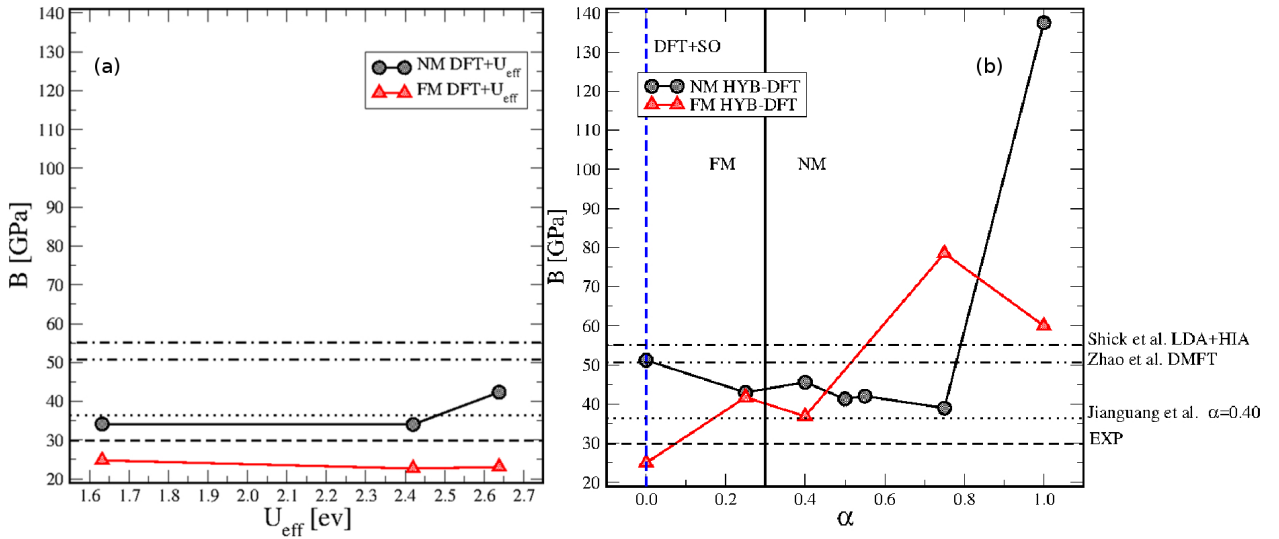 (a)
NM DFT+U_eff
FM DFT+U_eff
140
130
120
110
100
90
80
70
60
50
40
30
20
B [GPa]
1.6 1.7 1.8 1.9 2.0 2.1 2.2 2.3 2.4 2.5 2.6 2.7
U_eff [ev]
(b)
DFT+SO
NM HYB-DFT
FM HYB-DFT
FM
NM
140
130
120
110
100
90
80
70
60
50
40
30
20
B [GPa]
0.0 0.2 0.4 0.6 0.8 1.0
α
Shick et al. LDA+HIA
Zhao et al. DMFT
Jianguang et al. α=0.40
EXP